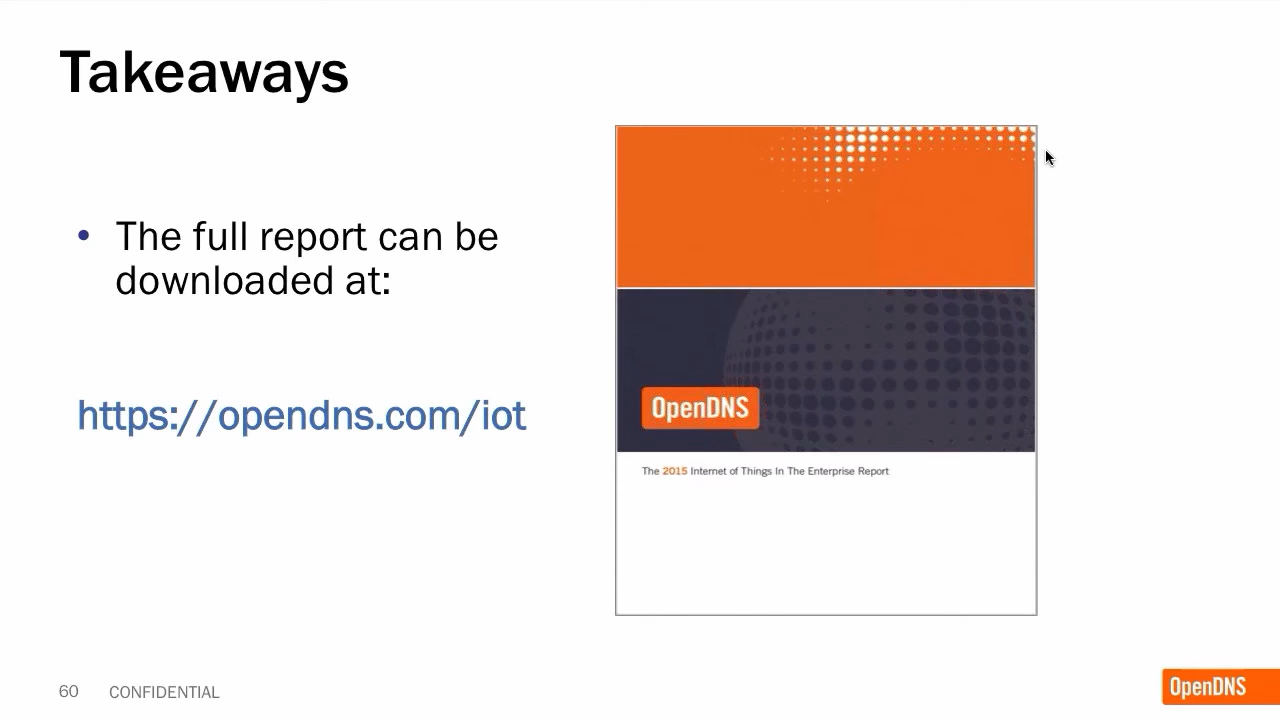 Takeaways
• The full report can be
downloaded at:
https://opendns.com/iot
OpenDNS
The 2015 Internet of Things In The Enterprise Report
60 CONFIDENTIAL
OpenDNS